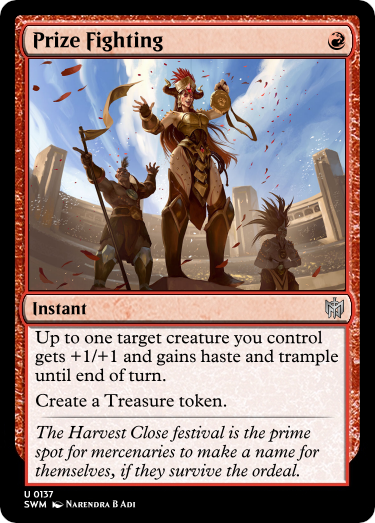 Prize Fighting
Instant
Up to one target creature you control
gets +1/+1 and gains haste and trample
until end of turn.
Create a Treasure token.
The Harvest Close festival is the prime
spot for mercenaries to make a name for
themselves, if they survive the ordeal.
U 0137
SWM Narendra B Adi